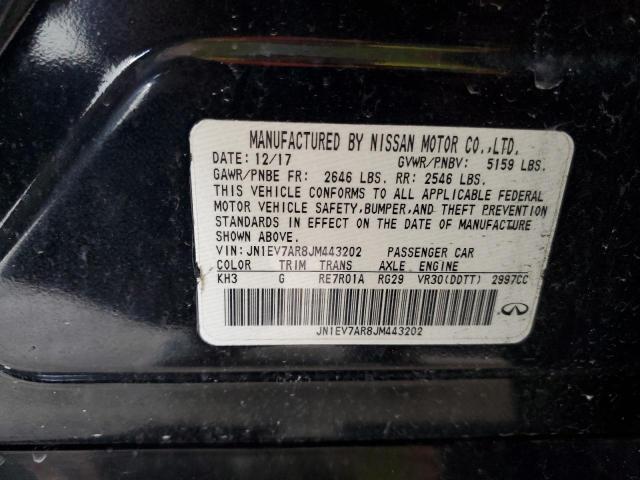 MANUFACTURED BY NISSAN MOTOR CO.,LTD.
DATE: 12/17 GVWR/PNBV: 5159 LBS.
GAWR/PNBE FR: 2646 LBS. RR: 2546 LBS.
THIS VEHICLE CONFORMS TO ALL APPLICABLE FEDERAL
MOTOR VEHICLE SAFETY, BUMPER, AND THEFT PREVENTION
STANDARDS IN EFFECT ON THE DATE OF MANUFACTURE
SHOWN ABOVE.
VIN: JN1EV7AR8JM443202 PASSENGER CAR
COLOR TRIM TRANS AXLE ENGINE
KH3 G RE7R01A RG29 VR30(DDTT) 2997CC
JN1EV7AR8JM443202